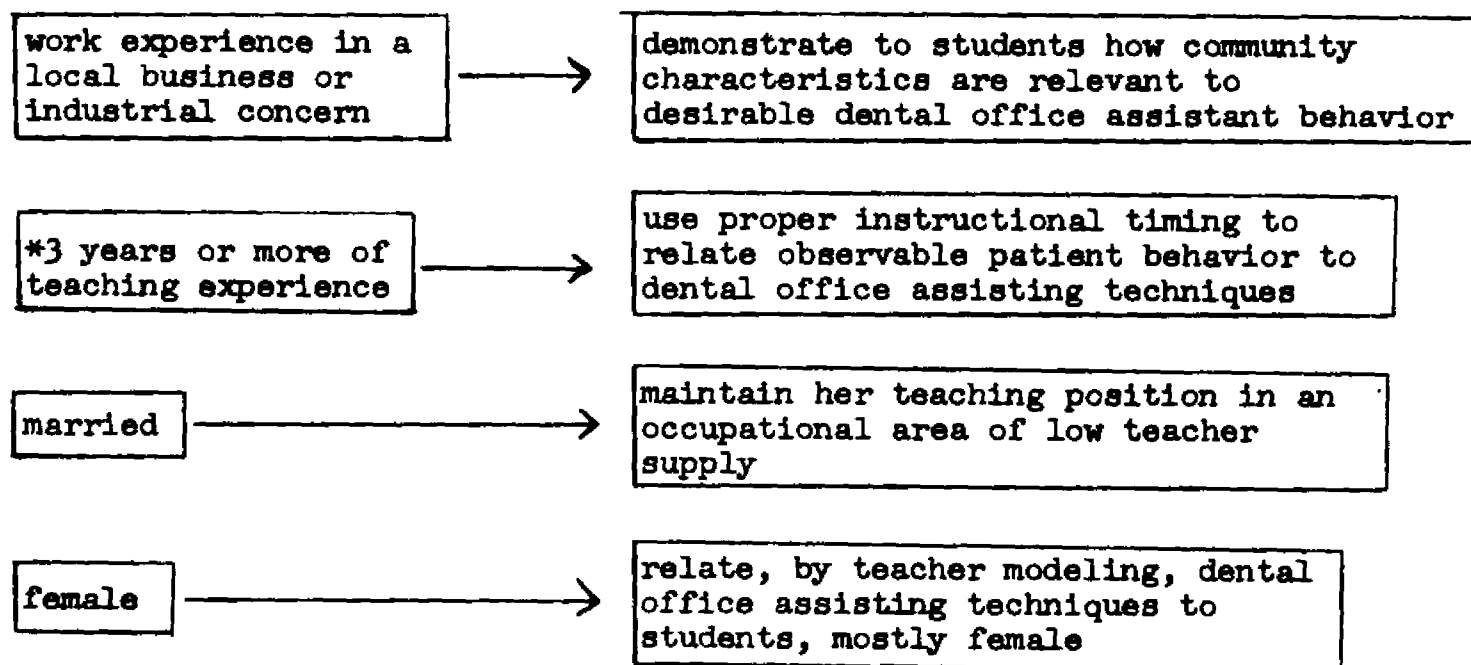 work experience in a
local business or
industrial concern
demonstrate to students how community
characteristics are relevant to
desirable dental office assistant behavior
*3 years or more of
teaching experience
use proper instructional timing to
relate observable patient behavior to
dental office assisting techniques
married
maintain her teaching position in an
occupational area of low teacher
supply
female
relate, by teacher modeling, dental
office assisting techniques to
students, mostly female